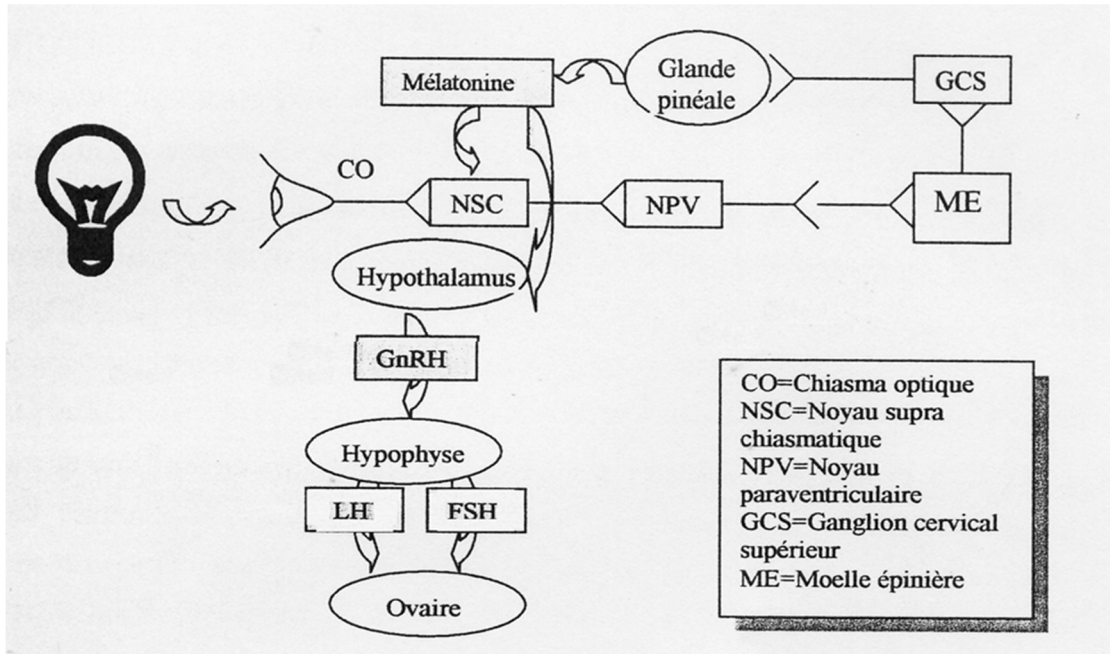 Mélatonine
Glande
pinéale
GCS
CO
NSC
NPV
ME
Hypothalamus
GnRH
Hypophyse
LH
FSH
Ovaire
CO=Chiasma optique
NSC=Noyau supra
chiasmatique
NPV=Noyau
paraventriculaire
GCS=Ganglion cervical
supérieur
ME=Moelle épinière